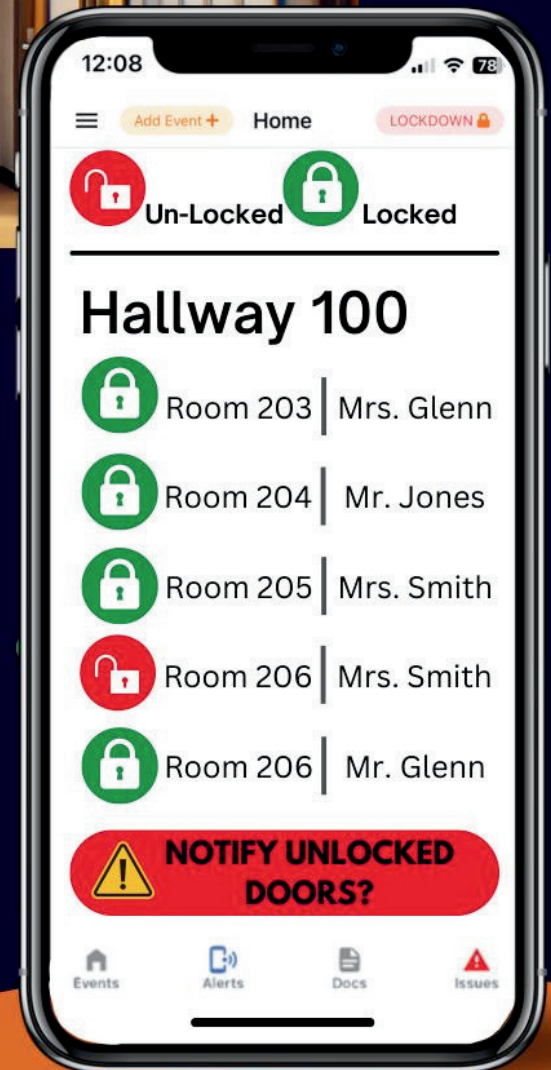 12:08
78
Add Event +
Home
LOCKDOWN
Un-Locked
Locked
Hallway 100
Room 203 | Mrs. Glenn
Room 204 | Mr. Jones
Room 205 | Mrs. Smith
Room 206 | Mrs. Smith
Room 206 | Mr. Glenn
NOTIFY UNLOCKED
DOORS?
Events
Alerts
Docs
Issues